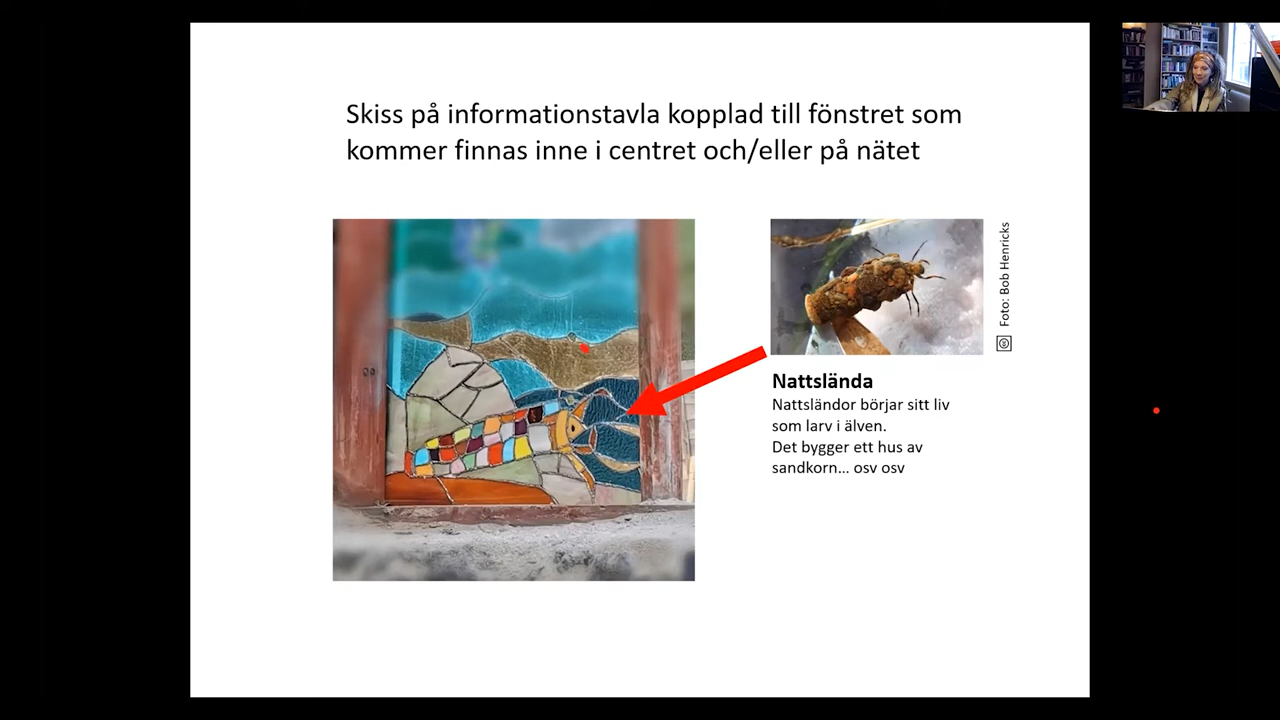 Skiss på informationstavla kopplad till fönstret som
kommer finnas inne i centret och/eller på nätet
Foto: Bob Henricks
Nattslända
Nattsländor börjar sitt liv
som larv i älven.
Det bygger ett hus av
sandkorn... osv osv